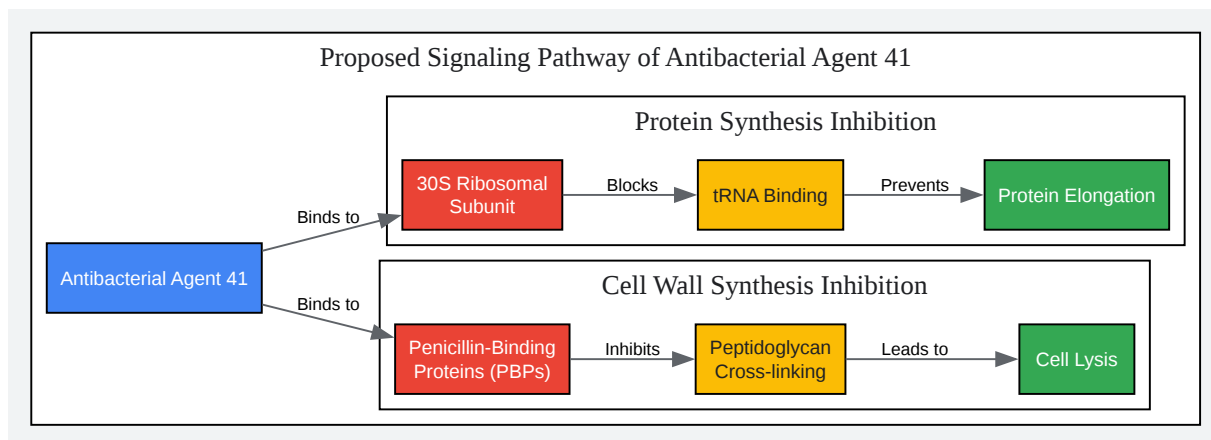 Proposed Signaling Pathway of Antibacterial Agent 41
Protein Synthesis Inhibition
30S Ribosomal
Subunit
Blocks
tRNA Binding
Prevents
Protein Elongation
Binds to
Antibacterial Agent 41
Binds to
Cell Wall Synthesis Inhibition
Penicillin-Binding
Proteins (PBPs)
Inhibits
Peptidoglycan
Cross-linking
Leads to
Cell Lysis